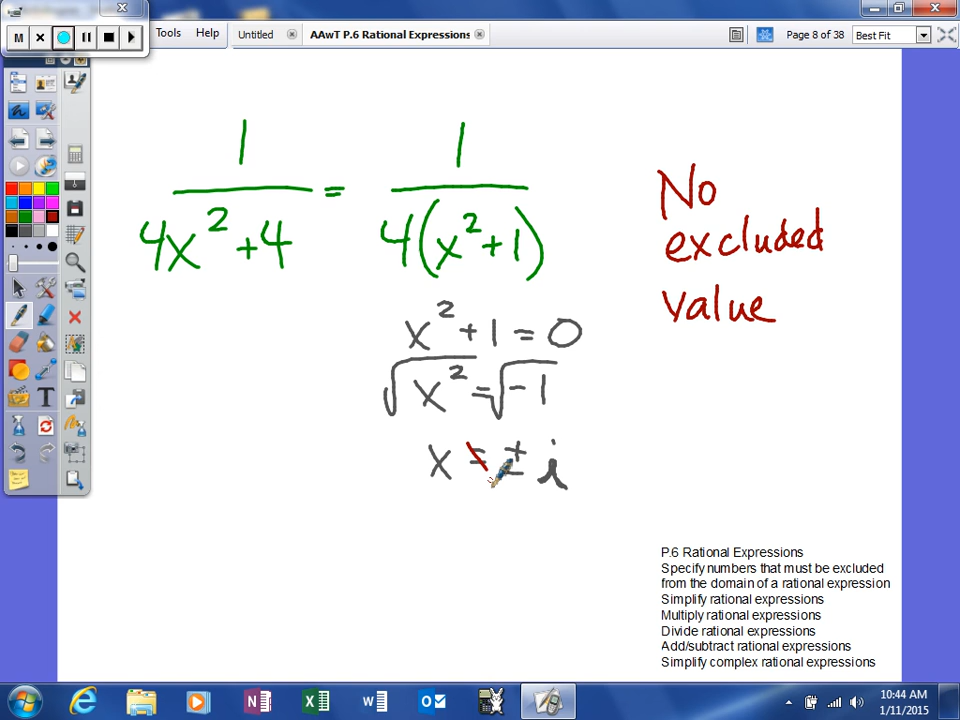 M
Tools Help Untitled AAwT P.6 Rational Expressions Page 8 of 38 Best Fit
1/(4x² + 4) = 1/(4(x² + 1))
No
excluded
value
x² + 1 = 0
√x² = √-1
x = ± i
P.6 Rational Expressions
Specify numbers that must be excluded
from the domain of a rational expression
Simplify rational expressions
Multiply rational expressions
Divide rational expressions
Add/subtract rational expressions
Simplify complex rational expressions
10:44 AM
1/11/2015